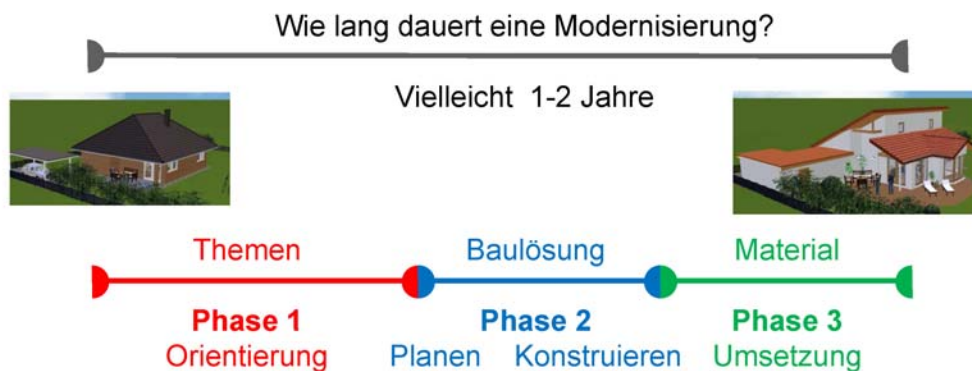 Wie lang dauert eine Modernisierung?
Vielleicht 1-2 Jahre
Themen Baulösung Material
Phase 1 Phase 2 Phase 3
Orientierung Planen Konstruieren Umsetzung